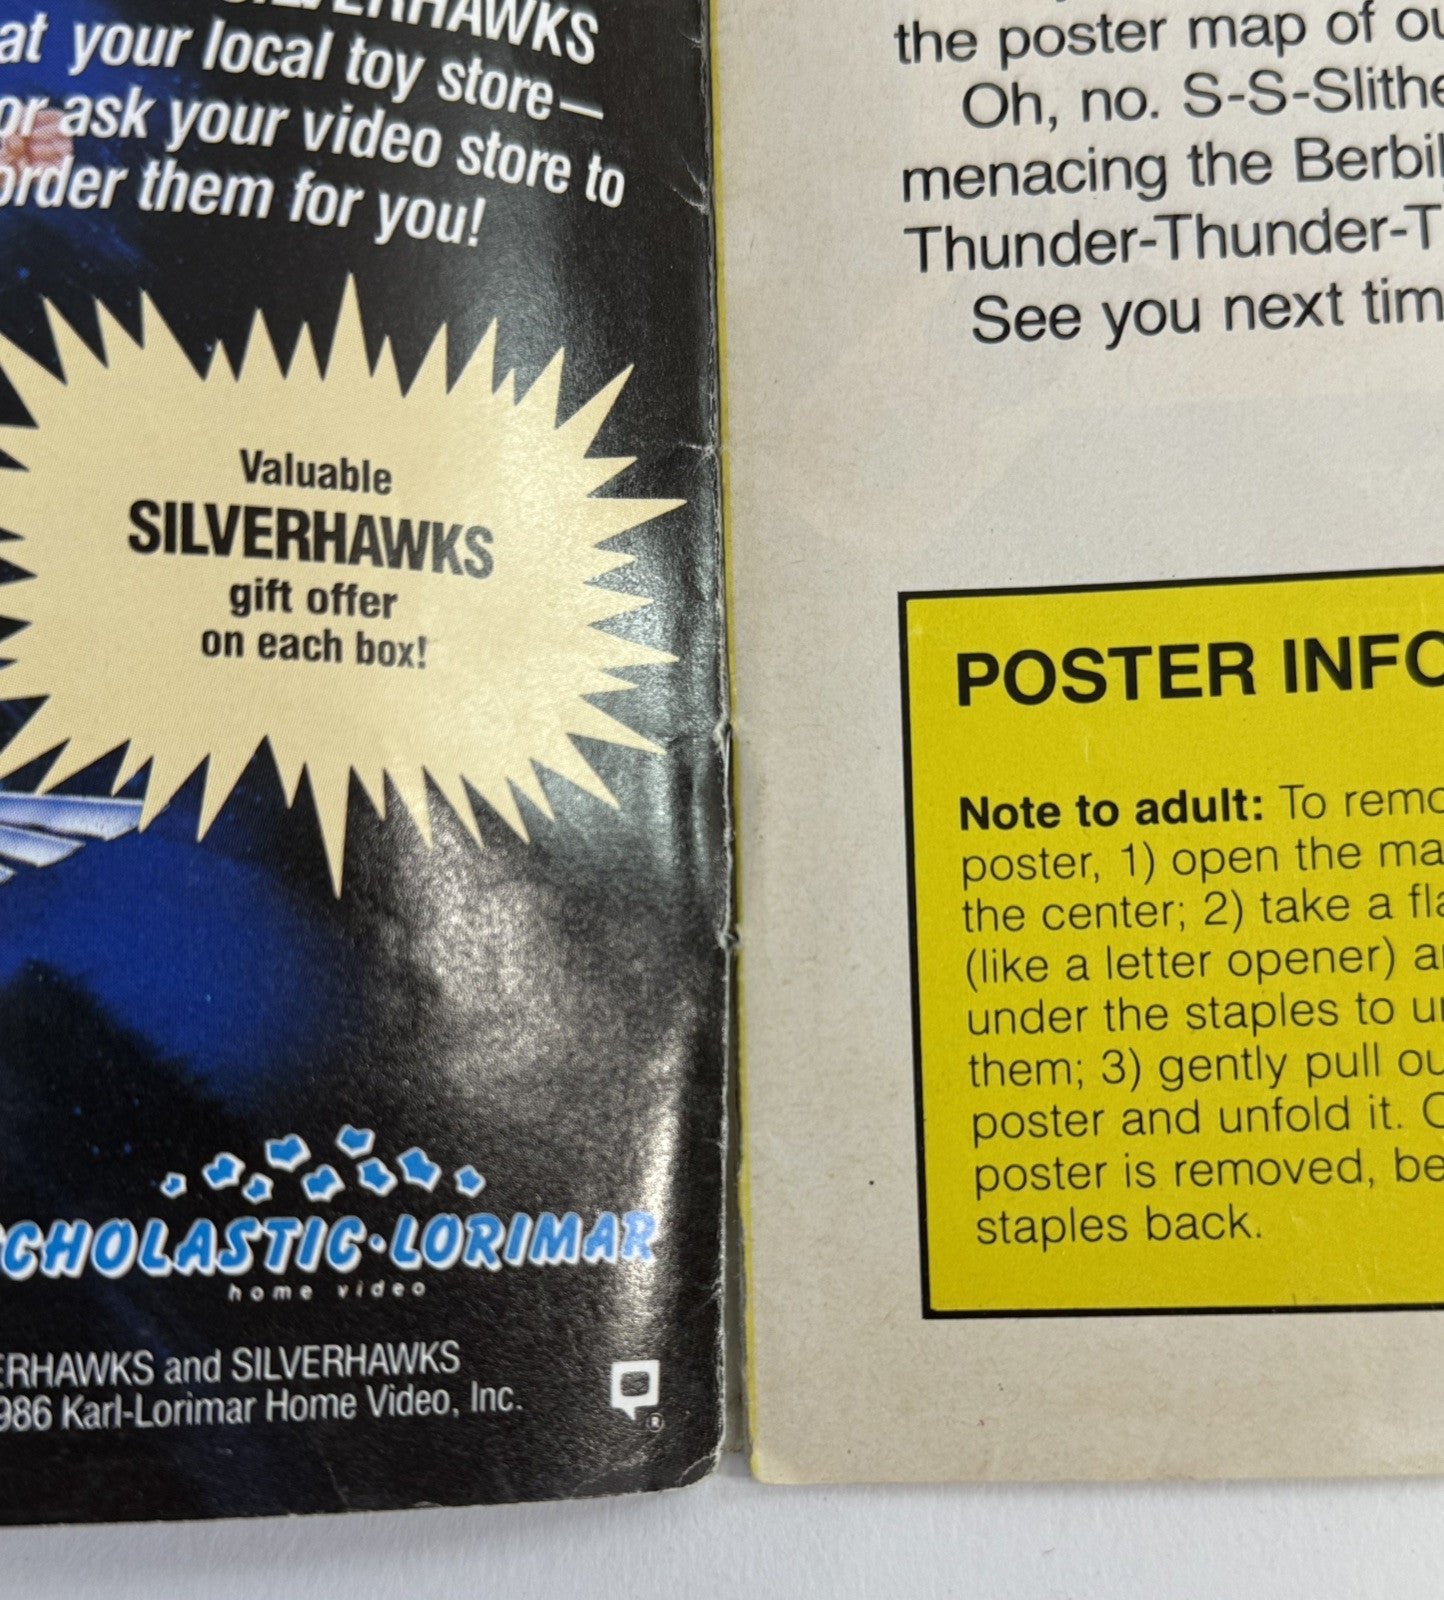 SILVERHAWKS
at your local toy store—
or ask your video store to
order them for you!
Valuable
SILVERHAWKS
gift offer
on each box!
SCHOLASTIC·LORIMAR
home video
ERHAWKS and SILVERHAWKS
986 Karl-Lorimar Home Video, Inc.
®
the poster map of
Oh, no. S-S-Slithe
menacing the Berbil
Thunder-Thunder-T
See you next tim
POSTER INFO
Note to adult: To remo
poster, 1) open the ma
the center; 2) take a fla
(like a letter opener) a
under the staples to u
them; 3) gently pull ou
poster and unfold it.
poster is removed, be
staples back.